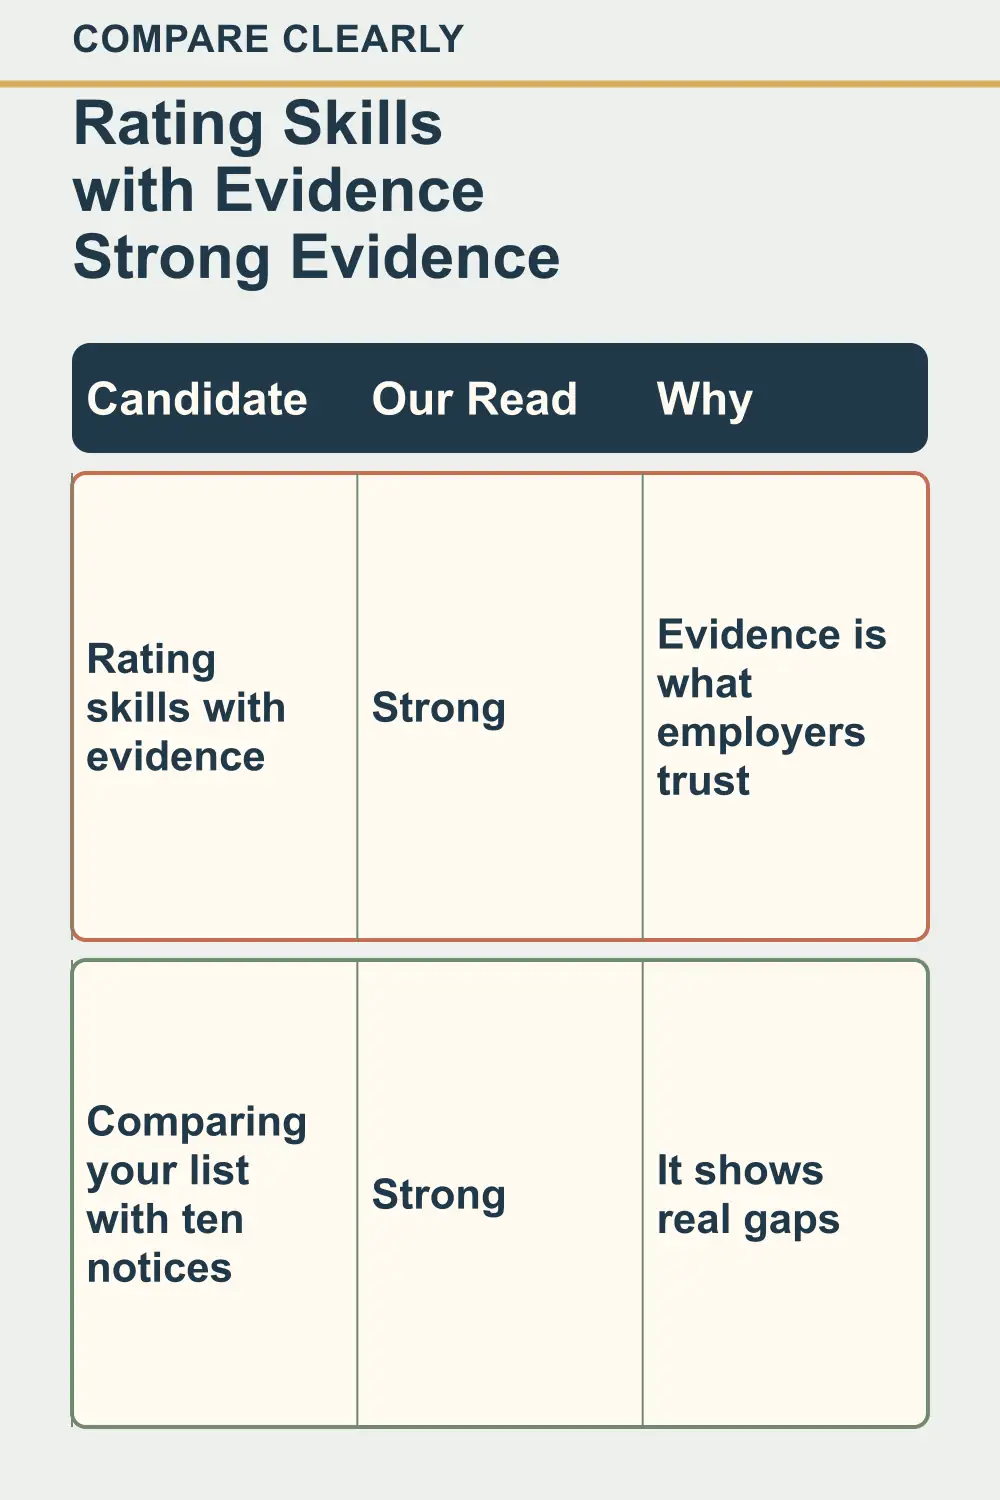 COMPARE CLEARLY
Rating Skills
with Evidence
Strong Evidence
Candidate Our Read Why
Rating
skills with
evidence
Strong
Evidence is
what
employers
trust
Comparing
your list
with ten
notices
Strong
It shows
real gaps